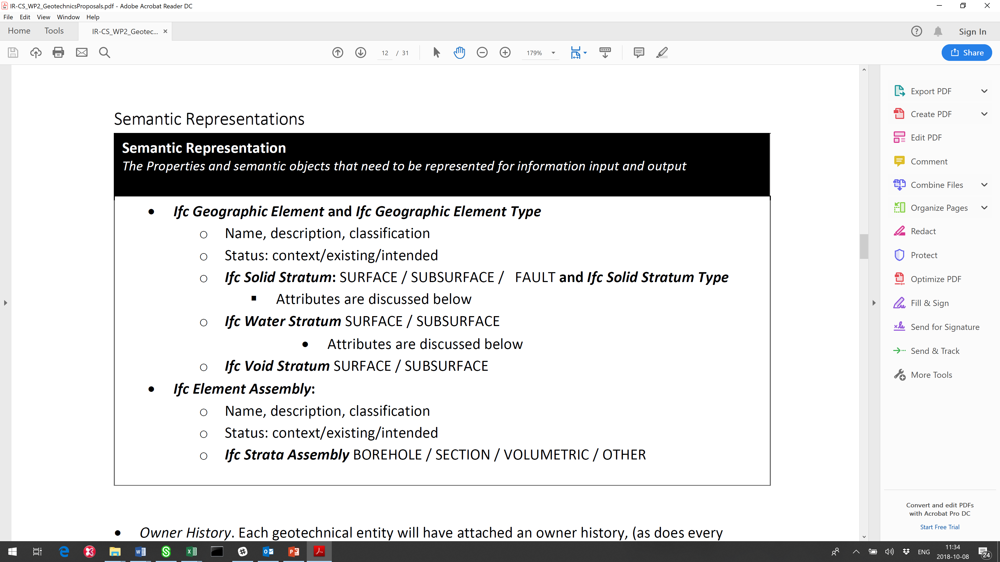 IR-CS_WP2_GeotechnicsProposals.pdf - Adobe Acrobat Reader DC
File Edit View Window Help
Home Tools IR-CS_WP2_Geotec... Sign In
12 / 31 179% Share
Semantic Representations
Semantic Representation
The Properties and semantic objects that need to be represented for information input and output
• Ifc Geographic Element and Ifc Geographic Element Type
o Name, description, classification
o Status: context/existing/intended
o Ifc Solid Stratum: SURFACE / SUBSURFACE / FAULT and Ifc Solid Stratum Type
▪ Attributes are discussed below
o Ifc Water Stratum SURFACE / SUBSURFACE
• Attributes are discussed below
o Ifc Void Stratum SURFACE / SUBSURFACE
• Ifc Element Assembly:
o Name, description, classification
o Status: context/existing/intended
o Ifc Strata Assembly BOREHOLE / SECTION / VOLUMETRIC / OTHER
• Owner History. Each geotechnical entity will have attached an owner history, (as does every
Export PDF
Create PDF
Edit PDF
Comment
Combine Files
Organize Pages
Redact
Protect
Optimize PDF
Fill & Sign
Send for Signature
Send & Track
More Tools
Convert and edit PDFs
with Acrobat Pro DC
Start Free Trial
ENG
11:34
2018-10-08
24